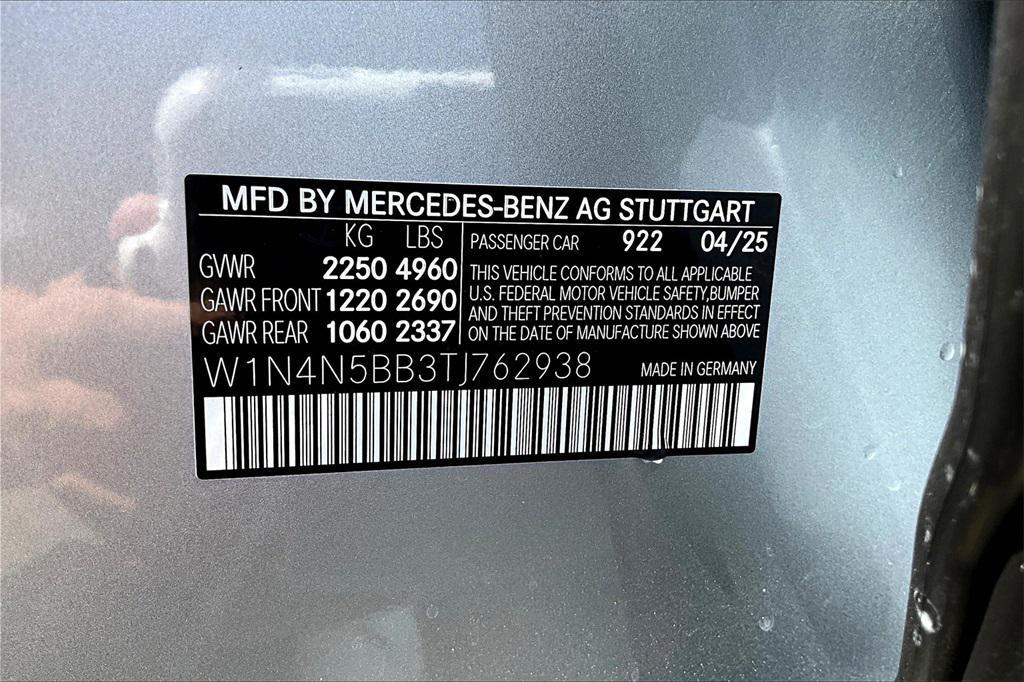 MFD BY MERCEDES-BENZ AG STUTTGART
KG LBS
GVWR 2250 4960
GAWR FRONT 1220 2690
GAWR REAR 1060 2337
PASSENGER CAR 922 04/25
THIS VEHICLE CONFORMS TO ALL APPLICABLE
U.S. FEDERAL MOTOR VEHICLE SAFETY,BUMPER
AND THEFT PREVENTION STANDARDS IN EFFECT
ON THE DATE OF MANUFACTURE SHOWN ABOVE
W1N4N5BB3TJ762938
MADE IN GERMANY